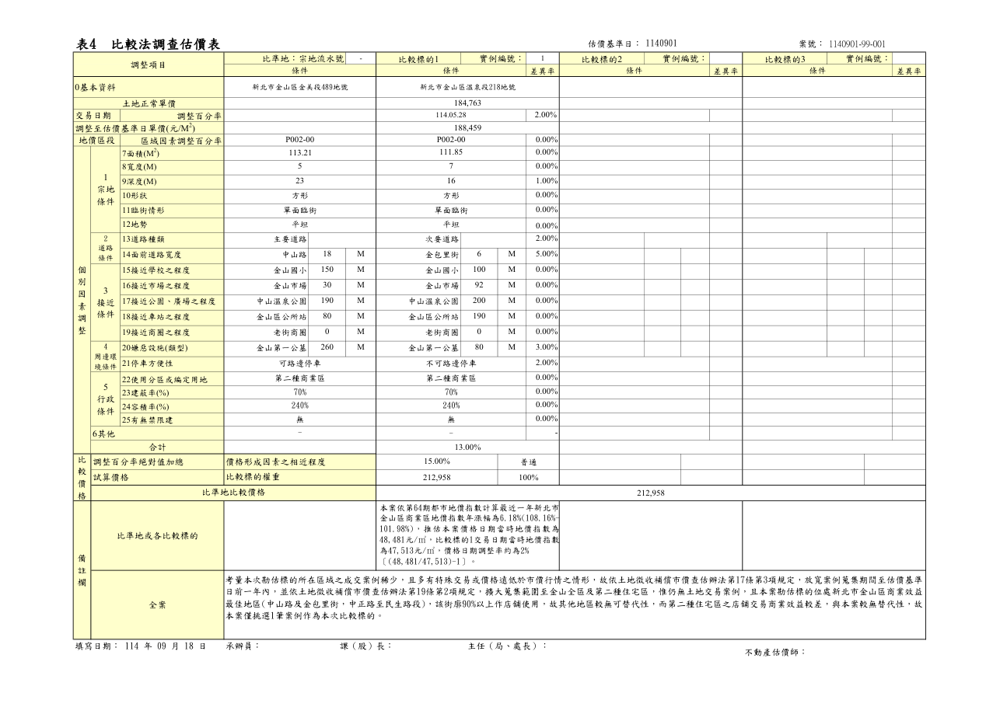 表4　比較法調查估價表
估價基準日： 1140901
案號： 1140901-99-001
調整項目 比準地：宗地流水號 - 比較標的1 實例編號： 1 比較標的2 實例編號： 比較標的3 實例編號：
條件 條件 差異率 條件 差異率 條件 差異率
0基本資料 新北市金山區金美段489地號 新北市金山區溫泉段218地號
土地正常單價 184,763
交易日期 調整百分率 114.05.28 2.00%
調整至估價基準日單價(元/M²) 188,459
地價區段 區域因素調整百分率 P002-00 P002-00 0.00%
個別因素調整
1 宗地條件
7面積(M²) 113.21 111.85 0.00%
8寬度(M) 5 7 0.00%
9深度(M) 23 16 1.00%
10形狀 方形 方形 0.00%
11臨街情形 單面臨街 單面臨街 0.00%
12地勢 平坦 平坦 0.00%
2 道路條件
13道路種類 主要道路 次要道路 2.00%
14面前道路寬度 中山路 18 M 金包里街 6 M 5.00%
3 接近條件
15接近學校之程度 金山國小 150 M 金山國小 100 M 0.00%
16接近市場之程度 金山市場 30 M 金山市場 92 M 0.00%
17接近公園、廣場之程度 中山溫泉公園 190 M 中山溫泉公園 200 M 0.00%
18接近車站之程度 金山區公所站 80 M 金山區公所站 190 M 0.00%
19接近商圈之程度 老街商圈 0 M 老街商圈 0 M 0.00%
4 周邊環境條件
20嫌惡設施(類型) 金山第一公墓 260 M 金山第一公墓 80 M 3.00%
21停車方便性 可路邊停車 不可路邊停車 2.00%
5 行政條件
22使用分區或編定用地 第二種商業區 第二種商業區 0.00%
23建蔽率(%) 70% 70% 0.00%
24容積率(%) 240% 240% 0.00%
25有無禁限建 無 無 0.00%
6其他 - - -
合計 13.00%
比較價格
調整百分率絕對值加總 價格形成因素之相近程度 15.00% 普通
試算價格 比較標的權重 212,958 100%
比準地比較價格 212,958
備註欄
比準地或各比較標的
本案依第64期都市地價指數計算最近一年新北市
金山區商業區地價指數年漲幅為6.18%(108.16%-
101.98%)，推估本案價格日期當時地價指數為
48,481元/㎡，比較標的1交易日期當時地價指數
為47,513元/㎡，價格日期調整率約為2%
〔(48,481/47,513)-1〕。
全案
考量本次勘估標的所在區域之成交案例稀少，且多有特殊交易或價格遠低於市價行情之情形，故依土地徵收補償市價查估辦法第17條第3項規定，放寬案例蒐集期間至估價基準
日前一年內，並依土地徵收補償市價查估辦法第19條第2項規定，擴大蒐集範圍至金山全區及第二種住宅區，惟仍無土地交易案例，且本案勘估標的位處新北市金山區商業效益
最佳地區(中山路及金包里街，中正路至民生路段)，該街廓90%以上作店舖使用，故其他地區較無可替代性，而第二種住宅區之店舖交易商業效益較差，與本案較無替代性，故
本案僅挑選1筆案例作為本次比較標的。
填寫日期： 114 年 09 月 18 日 承辦員： 課（股）長： 主任（局、處長）： 不動產估價師：